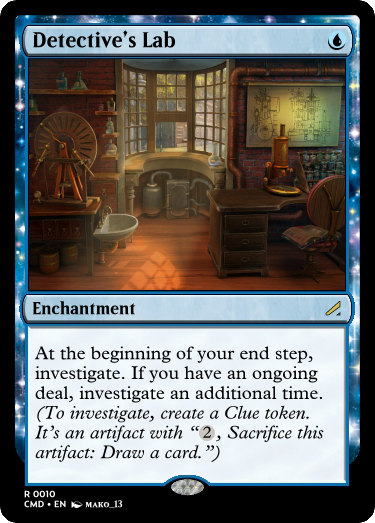 Detective's Lab
Enchantment
At the beginning of your end step,
investigate. If you have an ongoing
deal, investigate an additional time.
(To investigate, create a Clue token.
It's an artifact with “2, Sacrifice this
artifact: Draw a card.”)
R 0010
CMD • EN MAKO_13